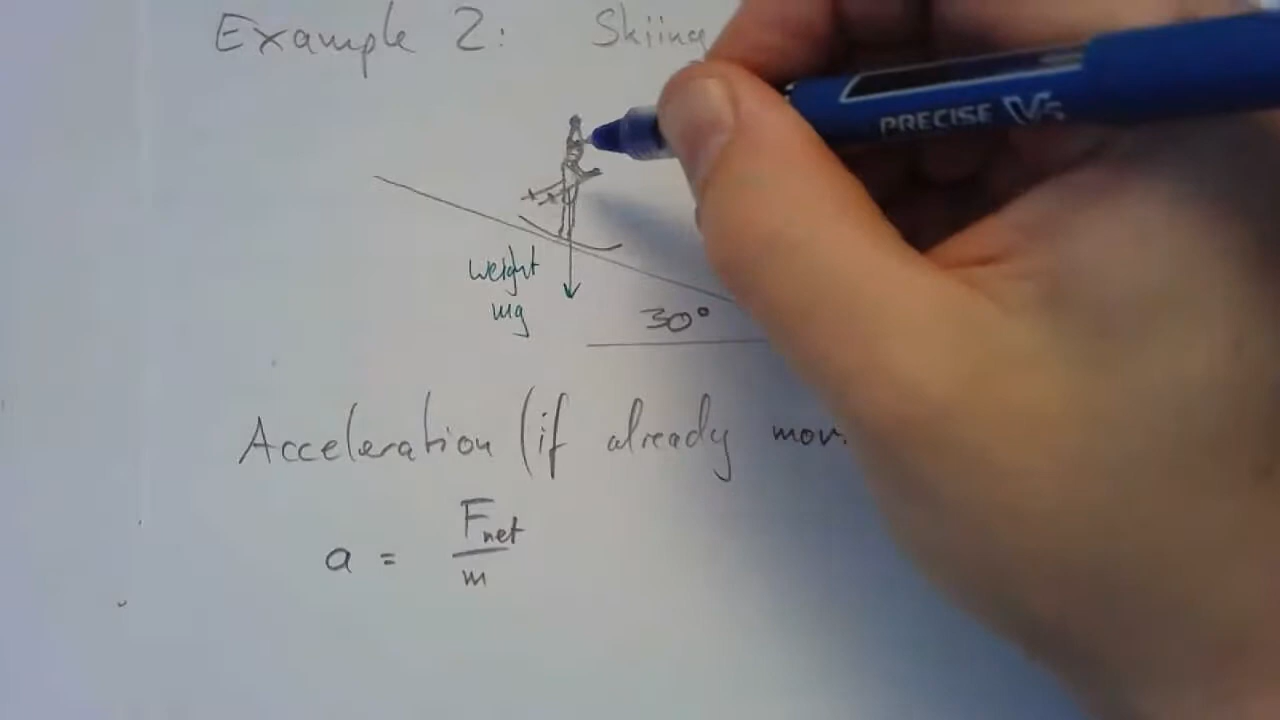 Example 2: Skiing
PRECISE V5
weight
mg
30°
Acceleration (if already mov
a = Fnet
m